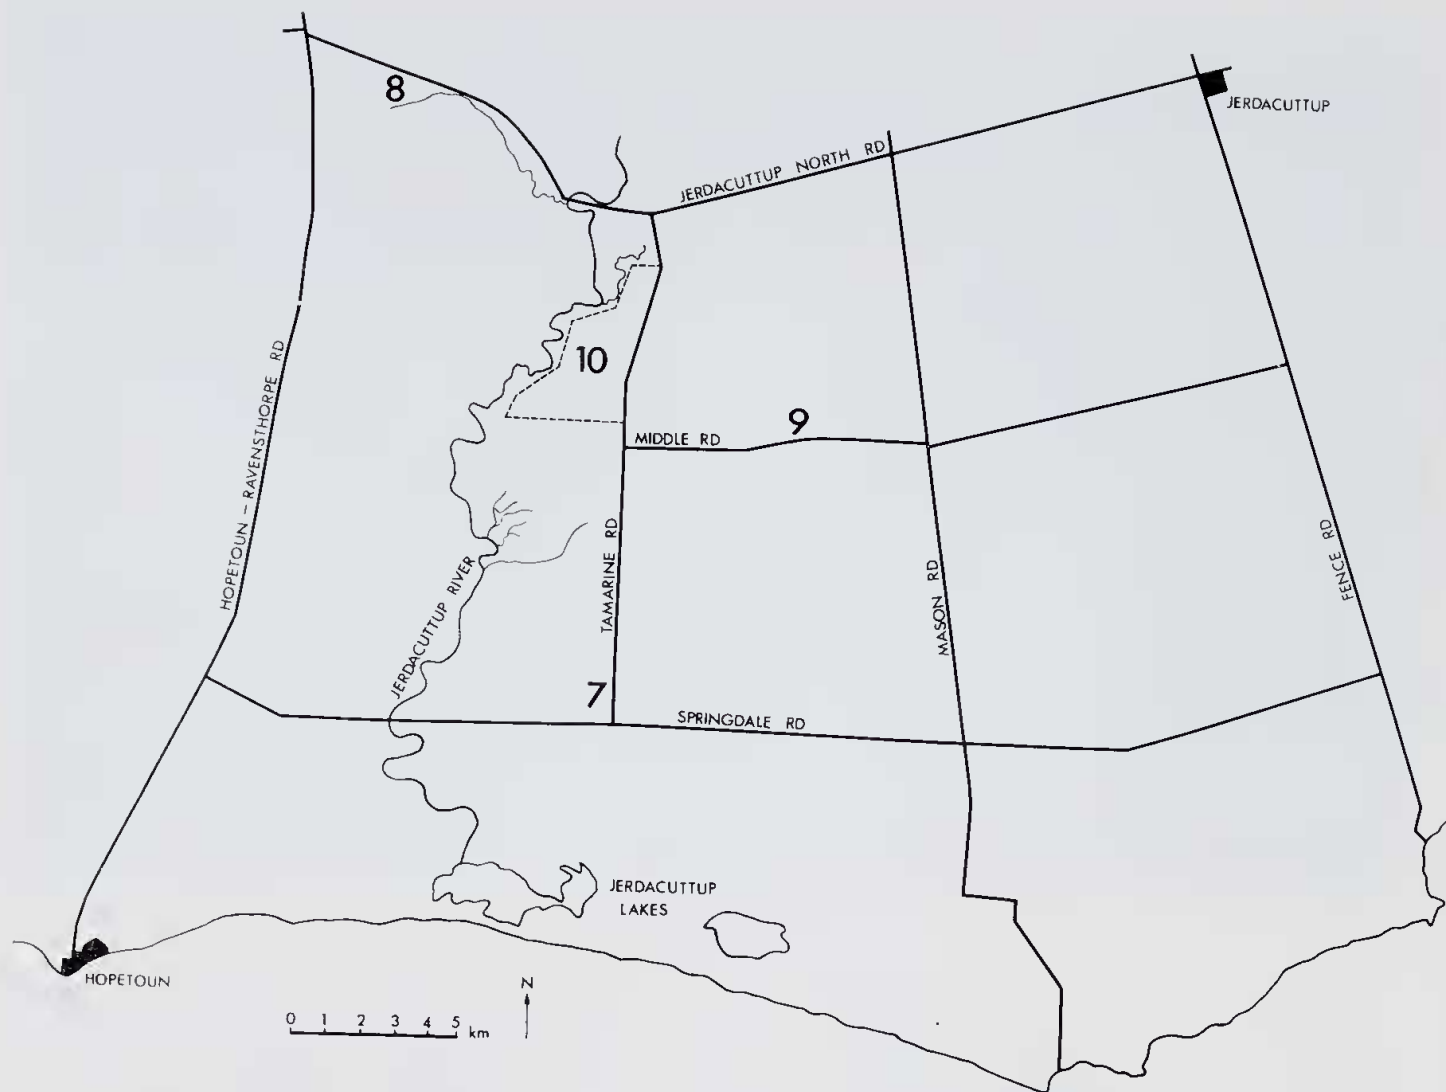 8
JERDACUTTUP
JERDACUTTUP NORTH RD
10
HOPETOUN – RAVENSTHORPE RD
9
MIDDLE RD
TAMARINE RD
FENCE RD
JERDACUTTUP RIVER
MASON RD
7
SPRINGDALE RD
JERDACUTTUP
LAKES
HOPETOUN
N
0 1 2 3 4 5 km